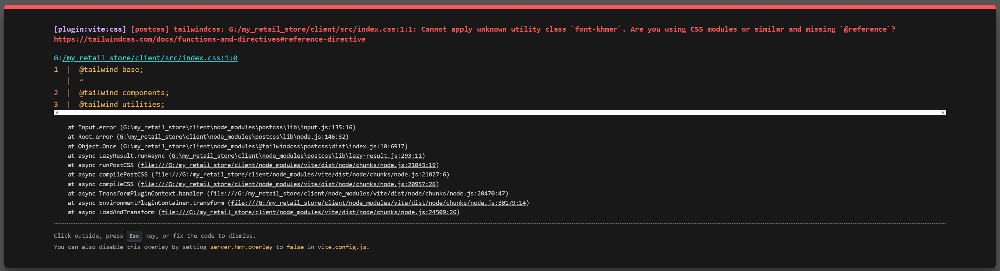 [plugin:vite:css] [postcss] tailwindcss: G:/my_retail_store/client/src/index.css:1:1: Cannot apply unknown utility class `font-khmer`. Are you using CSS modules or similar and missing `@reference`?
https://tailwindcss.com/docs/functions-and-directives#reference-directive
G:/my_retail_store/client/src/index.css:1:0
1  |  @tailwind base;
   |  ^
2  |  @tailwind components;
3  |  @tailwind utilities;
at Input.error (G:\my_retail_store\client\node_modules\postcss\lib\input.js:135:16)
at Root.error (G:\my_retail_store\client\node_modules\postcss\lib\node.js:146:32)
at Object.Once (G:\my_retail_store\client\node_modules\@tailwindcss\postcss\dist\index.js:10:6917)
at async LazyResult.runAsync (G:\my_retail_store\client\node_modules\postcss\lib\lazy-result.js:293:11)
at async runPostCSS (file:///G:/my_retail_store/client/node_modules/vite/dist/node/chunks/node.js:21043:19)
at async compilePostCSS (file:///G:/my_retail_store/client/node_modules/vite/dist/node/chunks/node.js:21027:6)
at async compileCSS (file:///G:/my_retail_store/client/node_modules/vite/dist/node/chunks/node.js:20957:26)
at async TransformPluginContext.handler (file:///G:/my_retail_store/client/node_modules/vite/dist/node/chunks/node.js:20470:47)
at async EnvironmentPluginContainer.transform (file:///G:/my_retail_store/client/node_modules/vite/dist/node/chunks/node.js:30179:14)
at async loadAndTransform (file:///G:/my_retail_store/client/node_modules/vite/dist/node/chunks/node.js:24509:26)
Click outside, press Esc key, or fix the code to dismiss.
You can also disable this overlay by setting server.hmr.overlay to false in vite.config.js.